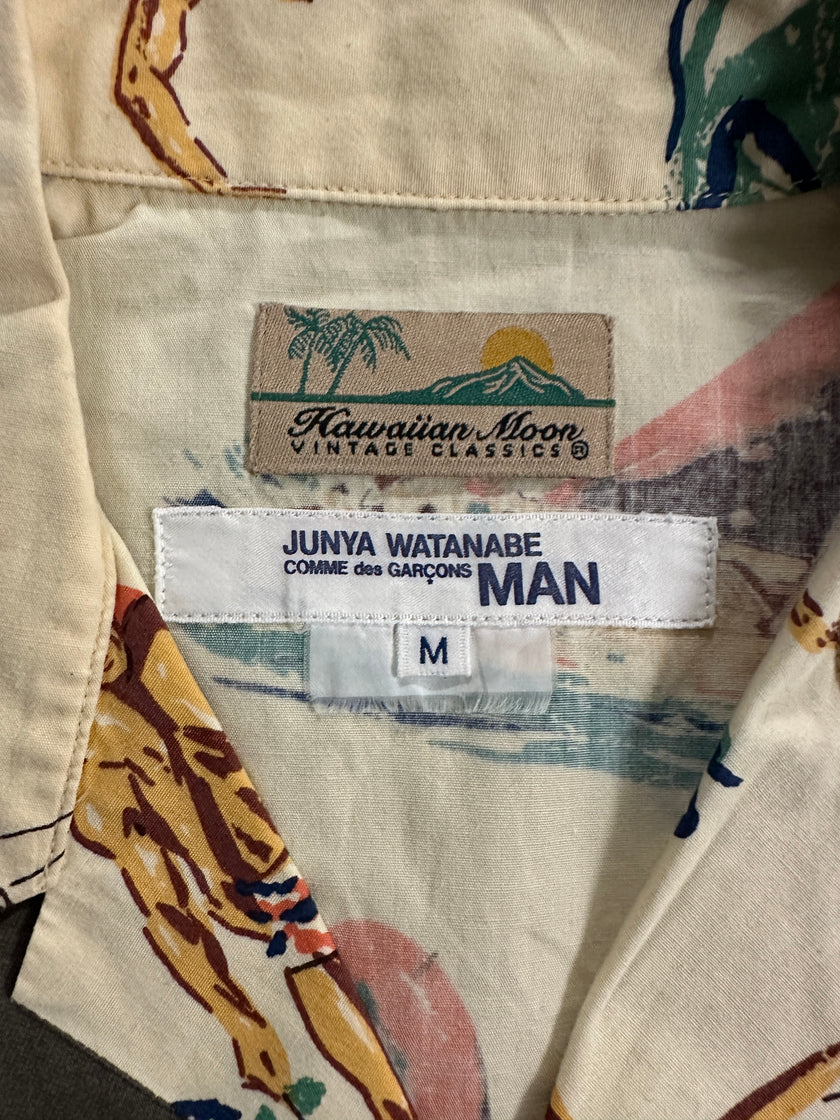 Hawaiian Moon
VINTAGE CLASSICS ®
JUNYA WATANABE
COMME des GARÇONS MAN
M